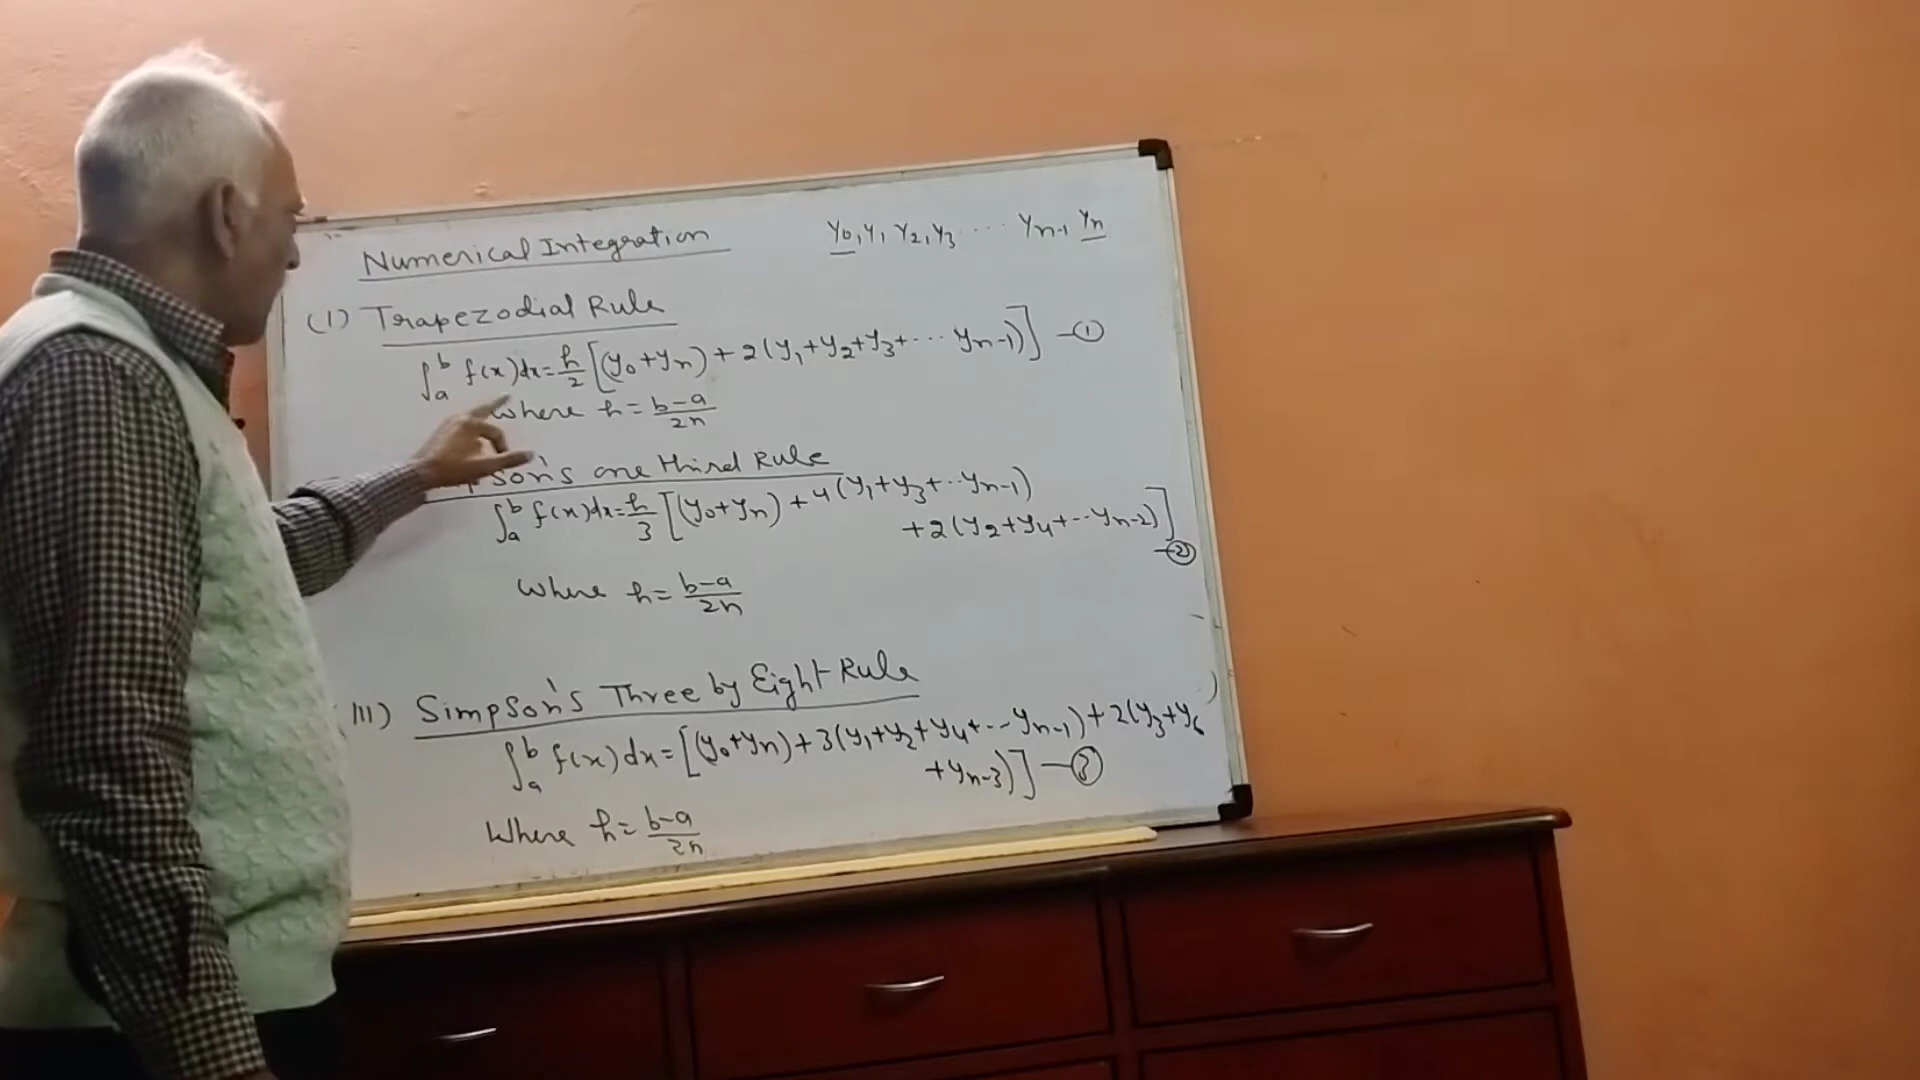 Numerical Integration
y₀, y₁ y₂, y₃ ···· yₙ₋₁ yₙ
(I) Trapezodial Rule
∫ₐᵇ f(x)dx = h/2 [(y₀+yₙ) + 2(y₁+y₂+y₃+··· yₙ₋₁)] —①
where h = b-a/2n
son's one third Rule
∫ₐᵇ f(x)dx = h/3 [(y₀+yₙ) + 4(y₁+y₃+··yₙ₋₁)
+2(y₂+y₄+··yₙ₋₂)]
—②
Where h = b-a/2n
III) Simpson's Three by Eight Rule
∫ₐᵇ f(x)dx = [(y₀+yₙ)+3(y₁+y₂+y₄+··yₙ₋₁)+2(y₃+y₆
+yₙ₋₃)] —③
Where h = b-a/2n